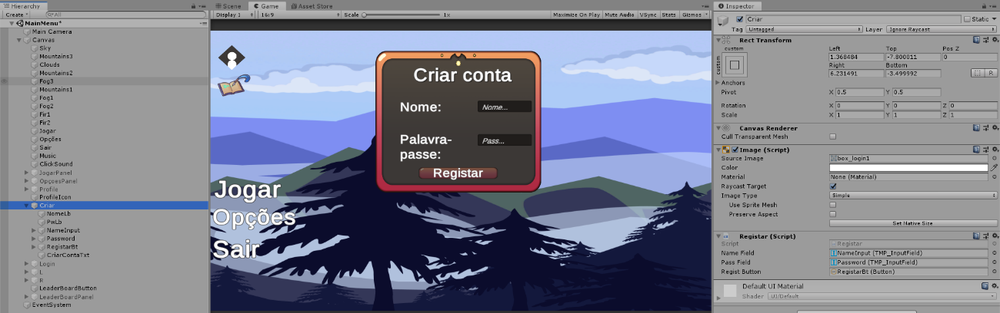 Hierarchy
Create
All
MainMenu*
Main Camera
Canvas
Sky
Mountains3
Clouds
Mountains2
Fog3
Mountains1
Fog1
Fog2
Fir1
Fir2
Jogar
Opções
Sair
Music
ClickSound
JogarPanel
OpçoesPanel
Profile
ProfileIcon
Criar
NomeLb
PwLb
NameInput
Password
RegistarBt
CriarContaTxt
Login
L
R
LeaderBoardButton
LeaderBoardPanel
EventSystem
Scene Game Asset Store
Display 1 16:9 Scale 1x Maximize On Play Mute Audio VSync Stats Gizmos
Criar conta
Nome: Nome...
Palavra- Pass...
passe:
Registar
Jogar
Opções
Sair
Inspector
Criar Static
Tag Untagged Layer Ignore Raycast
Rect Transform
custom Left Top Pos Z
custom 1.368484 -7.800811 0
Right Bottom
6.231491 -3.499992 R
Anchors
Pivot X 0.5 Y 0.5
Rotation X 0 Y 0 Z 0
Scale X 1 Y 1 Z 1
Canvas Renderer
Cull Transparent Mesh
Image (Script)
Source Image box_login1
Color
Material None (Material)
Raycast Target
Image Type Simple
Use Sprite Mesh
Preserve Aspect
Set Native Size
Registar (Script)
Script Registar
Name Field NameInput (TMP_InputField)
Pass Field Password (TMP_InputField)
Regist Button RegistarBt (Button)
Default UI Material
Shader UI/Default